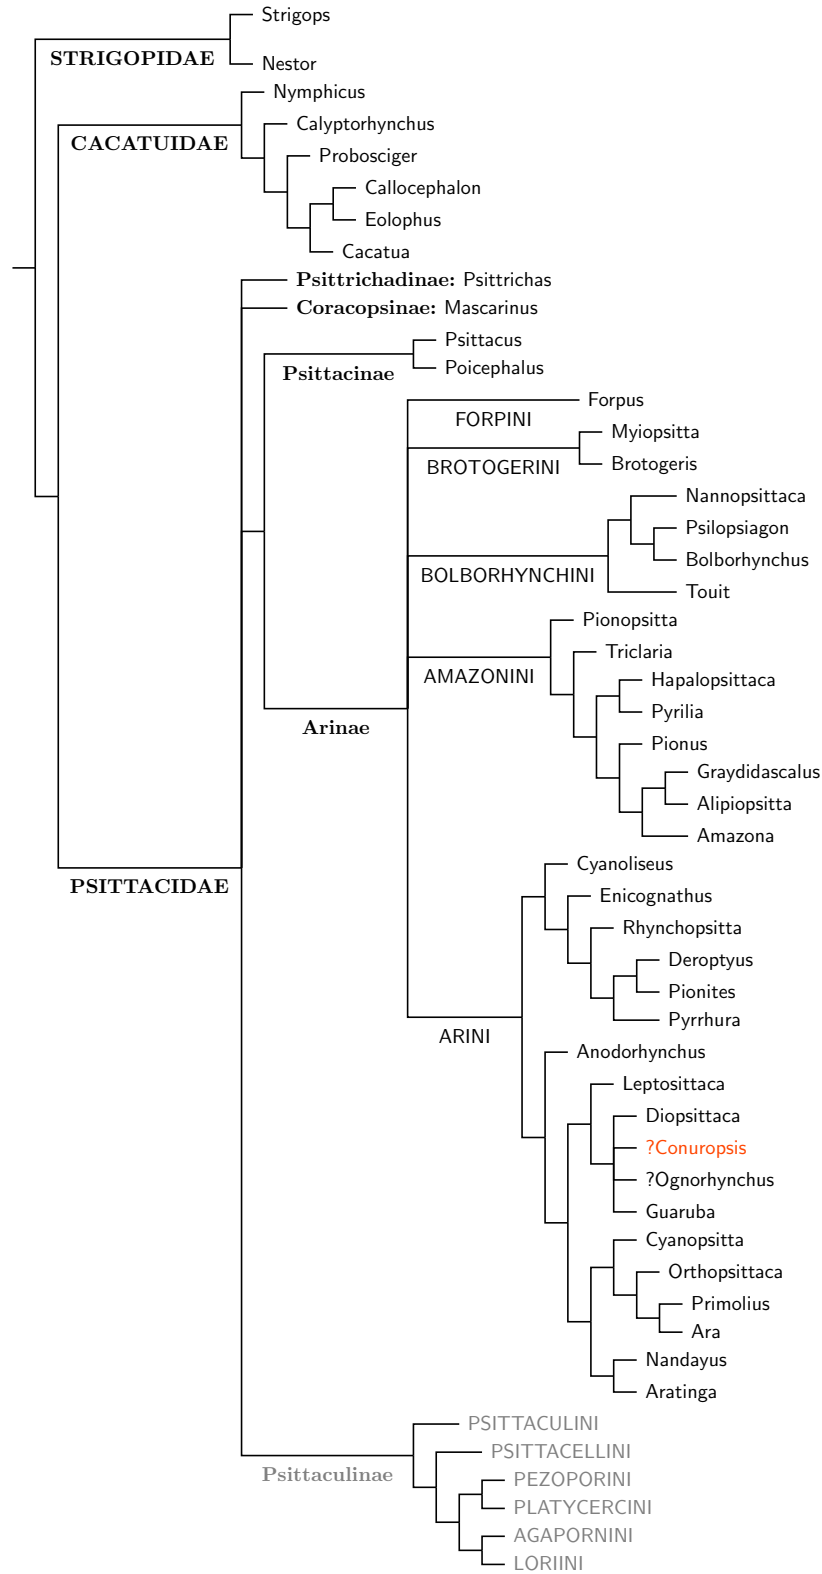 Strigops
STRIGOPIDAE
Nestor
Nymphicus
Calyptorhynchus
CACATUIDAE
Probosciger
Callocephalon
Eolophus
Cacatua
Psittrichadinae: Psittrichas
Coracopsinae: Mascarinus
Psittacus
Psittacinae
Poicephalus
Forpus
FORPINI
Myiopsitta
BROTOGERINI
Brotogeris
Nannopsittaca
Psilopsiagon
Bolborhynchus
BOLBORHYNCHINI
Touit
Pionopsitta
Triclaria
AMAZONINI
Hapalopsittaca
Pyrilia
Arinae
Pionus
Graydidascalus
Alipiopsitta
Amazona
Cyanoliseus
PSITTACIDAE
Enicognathus
Rhynchopsitta
Deroptyus
Pionites
Pyrrhura
ARINI
Anodorhynchus
Leptosittaca
Diopsittaca
?Conuropsis
?Ognorhynchus
Guaruba
Cyanopsitta
Orthopsittaca
Primolius
Ara
Nandayus
Aratinga
PSITTACULINI
PSITTACELLINI
Psittaculinae
PEZOPORINI
PLATYCERCINI
AGAPORNINI
LORIINI